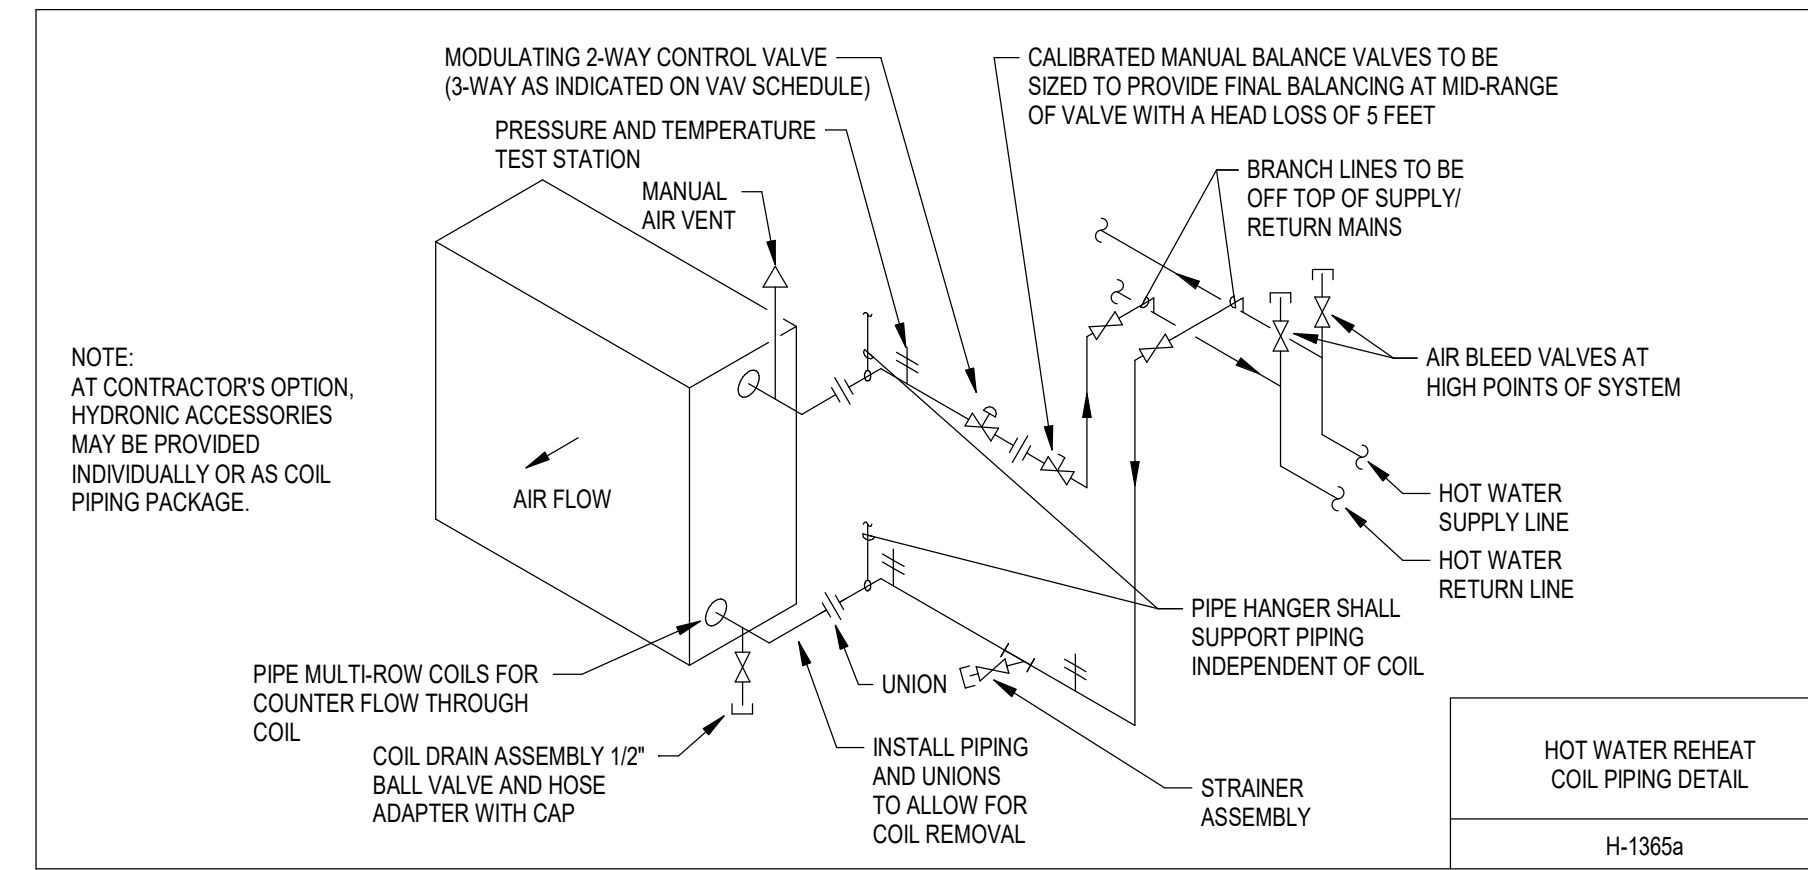 MODULATING 2-WAY CONTROL VALVE
(3-WAY AS INDICATED ON VAV SCHEDULE)
CALIBRATED MANUAL BALANCE VALVES TO BE
SIZED TO PROVIDE FINAL BALANCING AT MID-RANGE
OF VALVE WITH A HEAD LOSS OF 5 FEET
PRESSURE AND TEMPERATURE
TEST STATION
MANUAL
AIR VENT
BRANCH LINES TO BE
OFF TOP OF SUPPLY/
RETURN MAINS
NOTE:
AT CONTRACTOR'S OPTION,
HYDRONIC ACCESSORIES
MAY BE PROVIDED
INDIVIDUALLY OR AS COIL
PIPING PACKAGE.
AIR FLOW
AIR BLEED VALVES AT
HIGH POINTS OF SYSTEM
HOT WATER
SUPPLY LINE
HOT WATER
RETURN LINE
PIPE HANGER SHALL
SUPPORT PIPING
INDEPENDENT OF COIL
PIPE MULTI-ROW COILS FOR
COUNTER FLOW THROUGH
COIL
UNION
COIL DRAIN ASSEMBLY 1/2"
BALL VALVE AND HOSE
ADAPTER WITH CAP
INSTALL PIPING
AND UNIONS
TO ALLOW FOR
COIL REMOVAL
STRAINER
ASSEMBLY
HOT WATER REHEAT
COIL PIPING DETAIL
H-1365a